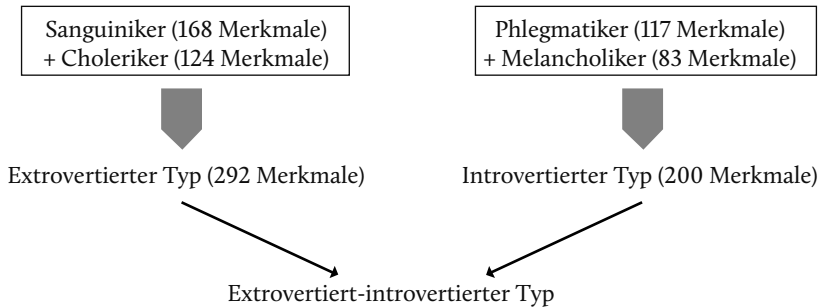 Sanguiniker (168 Merkmale)
+ Choleriker (124 Merkmale)
Phlegmatiker (117 Merkmale)
+ Melancholiker (83 Merkmale)
Extrovertierter Typ (292 Merkmale)
Introvertierter Typ (200 Merkmale)
Extrovertiert-introvertierter Typ